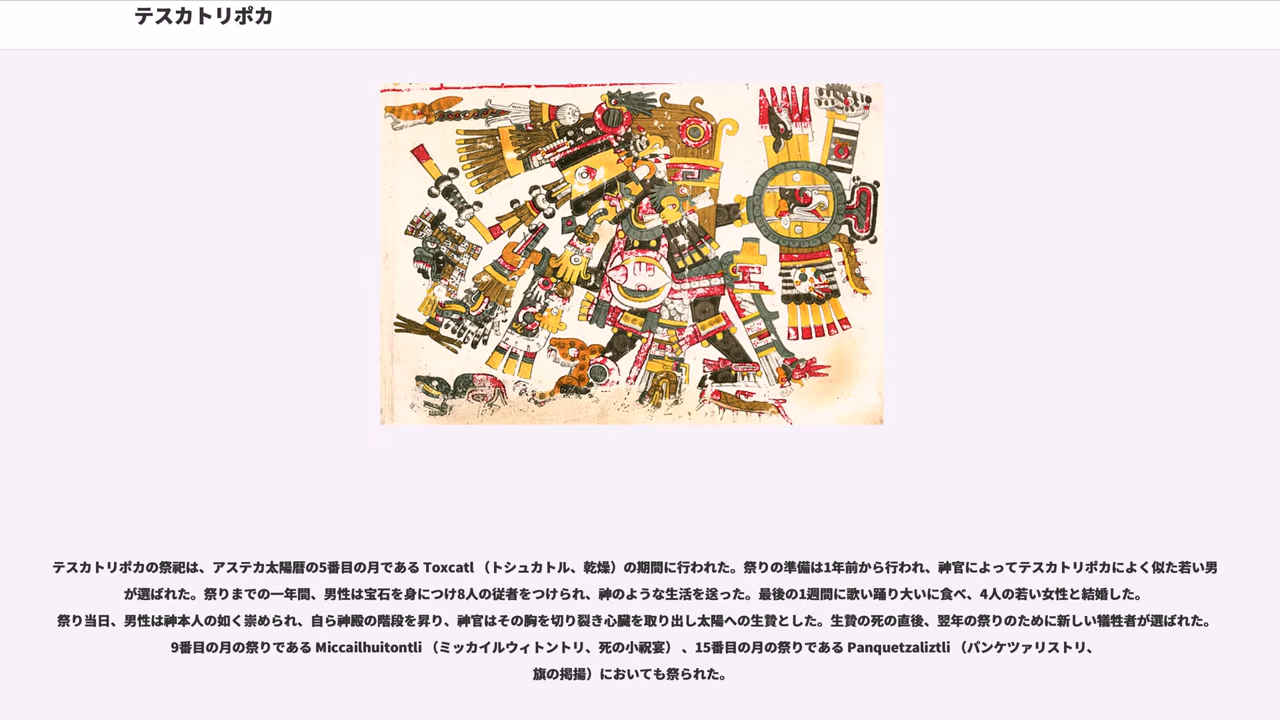 テスカトリポカ
テスカトリポカの祭祀は、アステカ太陽暦の5番目の月である Toxcatl （トシュカトル、乾燥）の期間に行われた。祭りの準備は1年前から行われ、神官によってテスカトリポカによく似た若い男
が選ばれた。祭りまでの一年間、男性は宝石を身につけ8人の従者をつけられ、神のような生活を送った。最後の1週間に歌い踊り大いに食べ、4人の若い女性と結婚した。
祭り当日、男性は神本人の如く崇められ、自ら神殿の階段を昇り、神官はその胸を切り裂き心臓を取り出し太陽への生贄とした。生贄の死の直後、翌年の祭りのために新しい犠牲者が選ばれた。
9番目の月の祭りである Miccailhuitontli （ミッカイルウィトントリ、死の小祝宴） 、15番目の月の祭りである Panquetzaliztli （パンケツァリストリ、
旗の掲揚）においても祭られた。